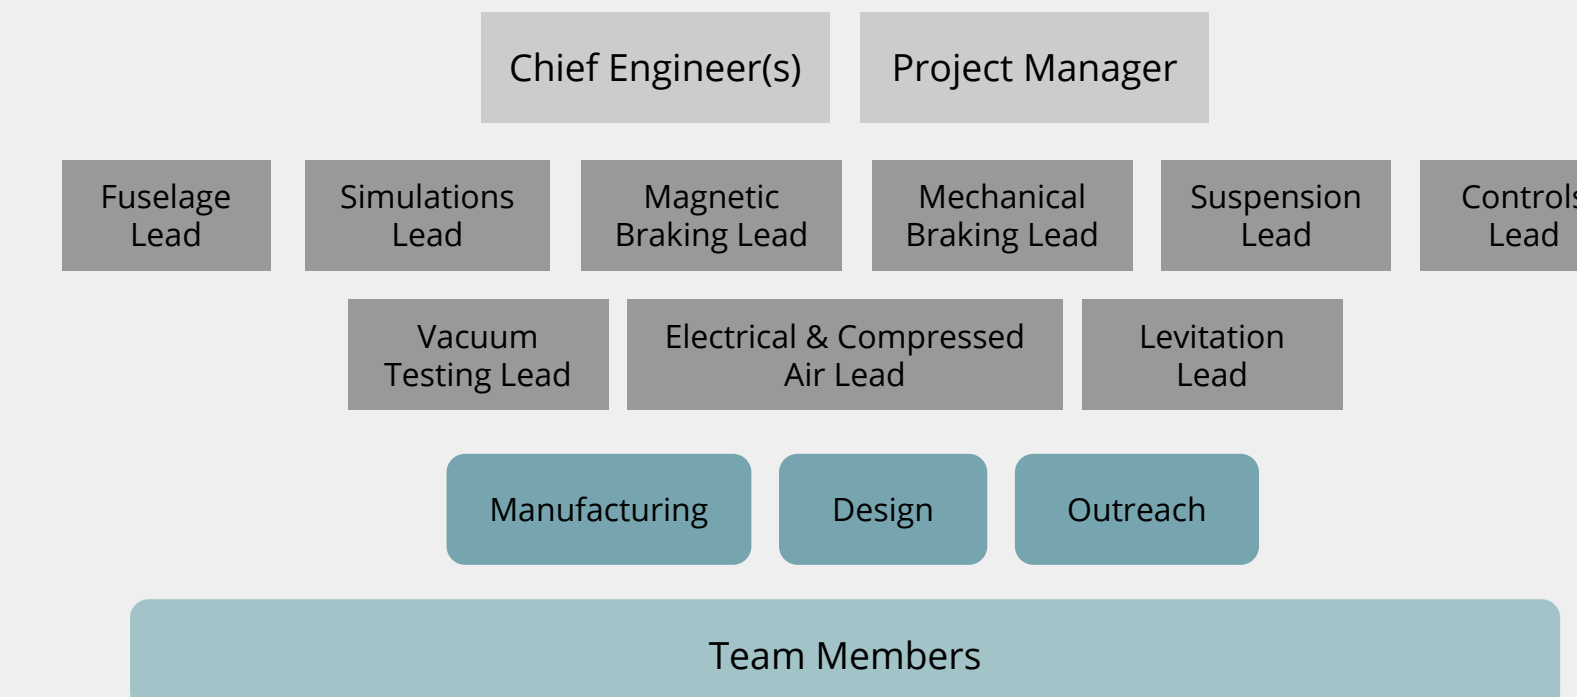 Chief Engineer(s)
Project Manager
Fuselage
Lead
Simulations
Lead
Magnetic
Braking Lead
Mechanical
Braking Lead
Suspension
Lead
Controls
Lead
Vacuum
Testing Lead
Electrical & Compressed
Air Lead
Levitation
Lead
Manufacturing
Design
Outreach
Team Members